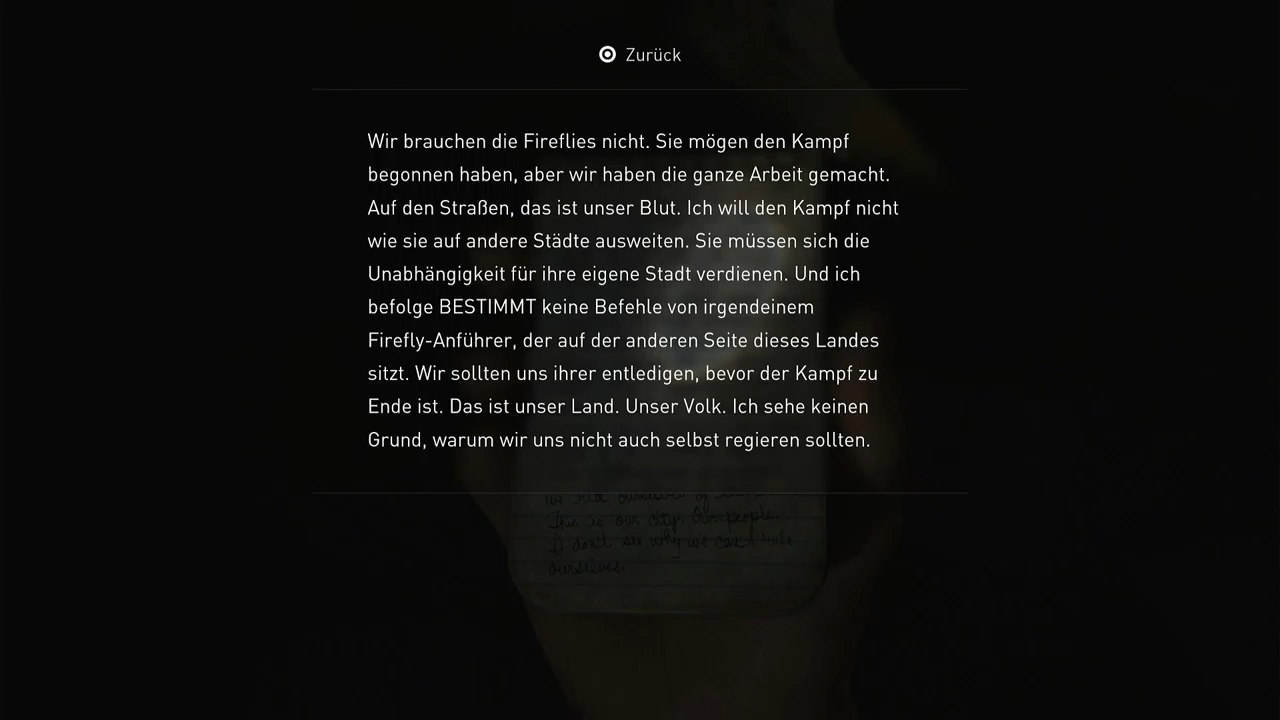 Zurück
Wir brauchen die Fireflies nicht. Sie mögen den Kampf
begonnen haben, aber wir haben die ganze Arbeit gemacht.
Auf den Straßen, das ist unser Blut. Ich will den Kampf nicht
wie sie auf andere Städte ausweiten. Sie müssen sich die
Unabhängigkeit für ihre eigene Stadt verdienen. Und ich
befolge BESTIMMT keine Befehle von irgendeinem
Firefly-Anführer, der auf der anderen Seite dieses Landes
sitzt. Wir sollten uns ihrer entledigen, bevor der Kampf zu
Ende ist. Das ist unser Land. Unser Volk. Ich sehe keinen
Grund, warum wir uns nicht auch selbst regieren sollten.
This is our city. Our people.
I don't see why we can't rule
ourselves.